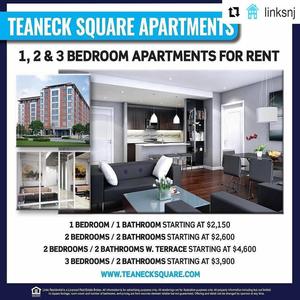 linksnj
TEANECK SQUARE APARTMENTS
1, 2 & 3 BEDROOM APARTMENTS FOR RENT
1 BEDROOM / 1 BATHROOM STARTING AT $2,150
2 BEDROOMS / 2 BATHROOMS STARTING AT $2,600
2 BEDROOMS / 2 BATHROOMS W. TERRACE STARTING AT $4,600
3 BEDROOMS / 2 BATHROOMS STARTING AT $3,900
WWW.TEANECKSQUARE.COM